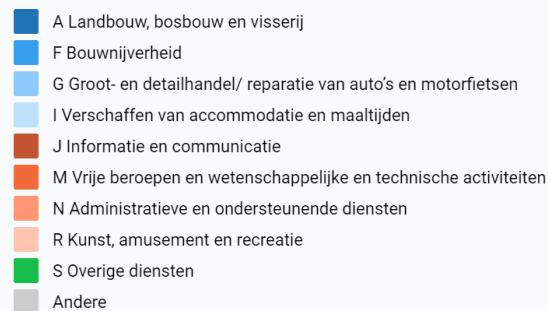 A Landbouw, bosbouw en visserij
F Bouwnijverheid
G Groot- en detailhandel/ reparatie van auto’s en motorfietsen
I Verschaffen van accommodatie en maaltijden
J Informatie en communicatie
M Vrije beroepen en wetenschappelijke en technische activiteiten
N Administratieve en ondersteunende diensten
R Kunst, amusement en recreatie
S Overige diensten
Andere